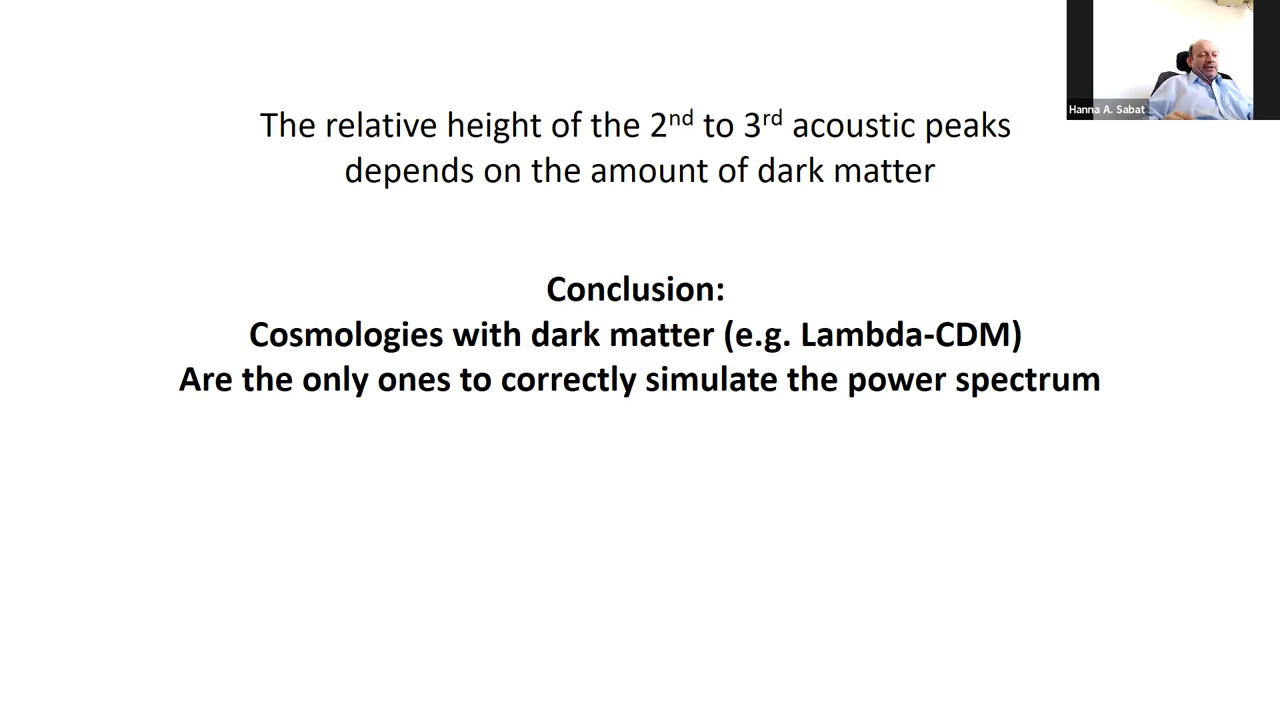 Hanna A. Sabat
The relative height of the 2nd to 3rd acoustic peaks
depends on the amount of dark matter
Conclusion:
Cosmologies with dark matter (e.g. Lambda-CDM)
Are the only ones to correctly simulate the power spectrum